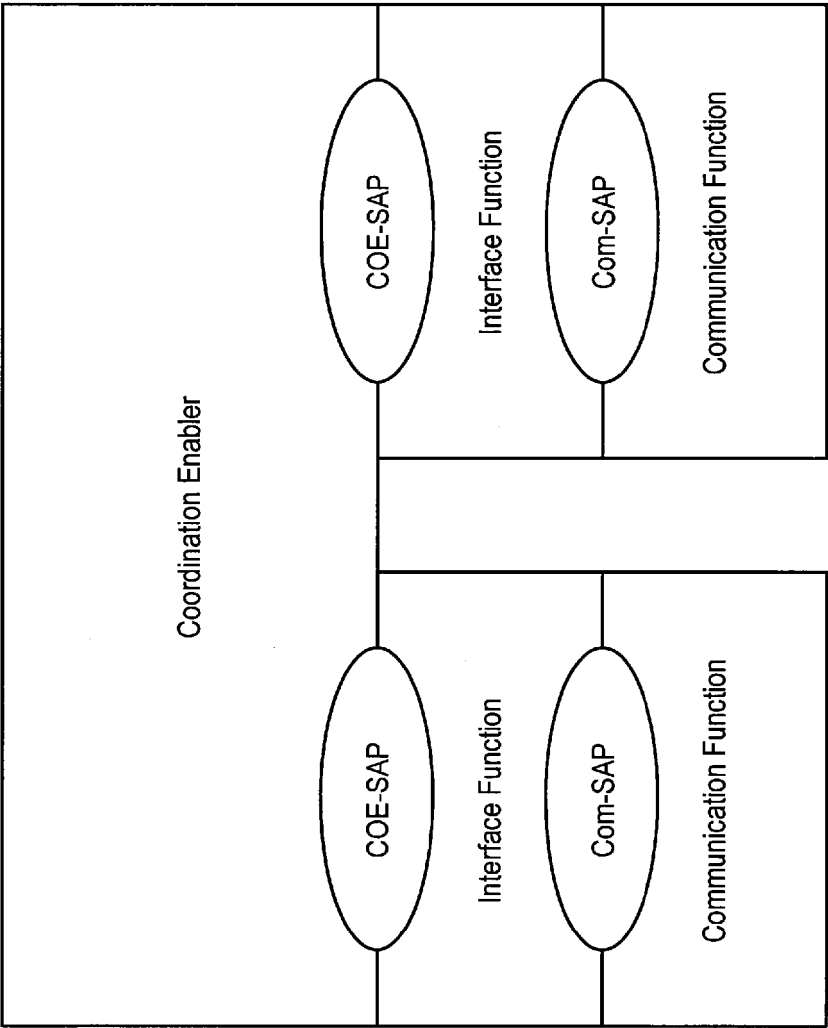 Coordination Enabler
COE-SAP
COE-SAP
Interface Function
Interface Function
Com-SAP
Com-SAP
Communication Function
Communication Function